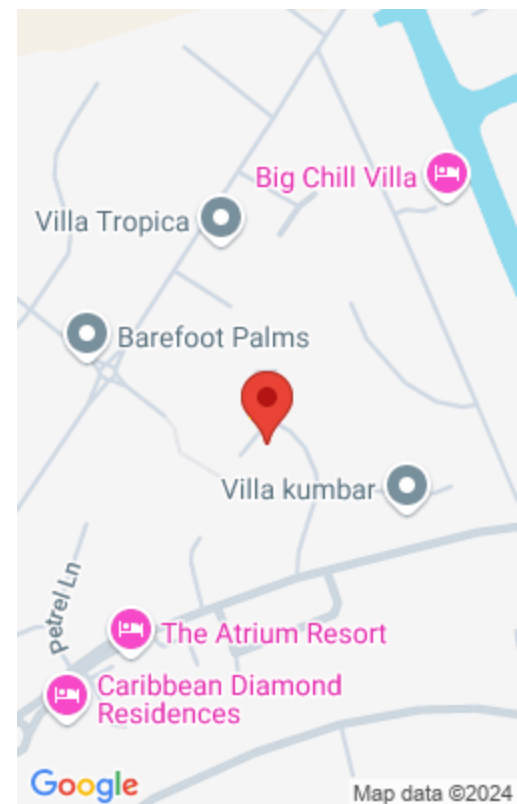 Big Chill Villa
Villa Tropica
Barefoot Palms
Villa kumbar
Petrel Ln
The Atrium Resort
Caribbean Diamond
Residences
Google
Map data ©2024